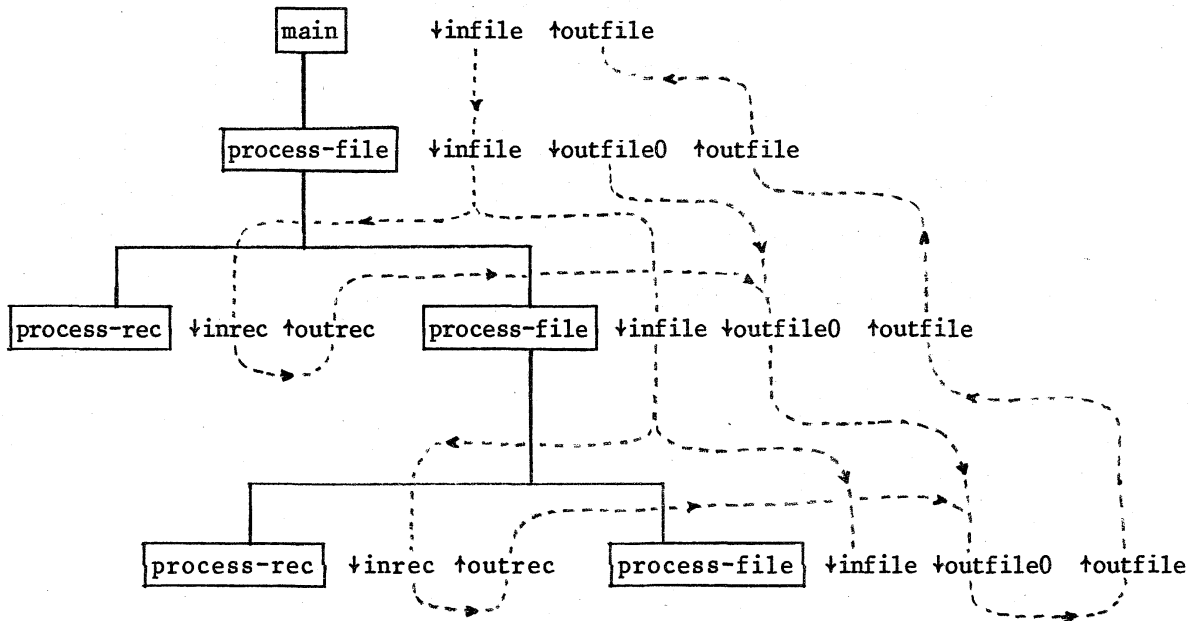 main ↓infile ↑outfile
process-file ↓infile ↓outfile0 ↑outfile
process-rec ↓inrec ↑outrec process-file ↓infile ↓outfile0 ↑outfile
process-rec ↓inrec ↑outrec process-file ↓infile ↓outfile0 ↑outfile